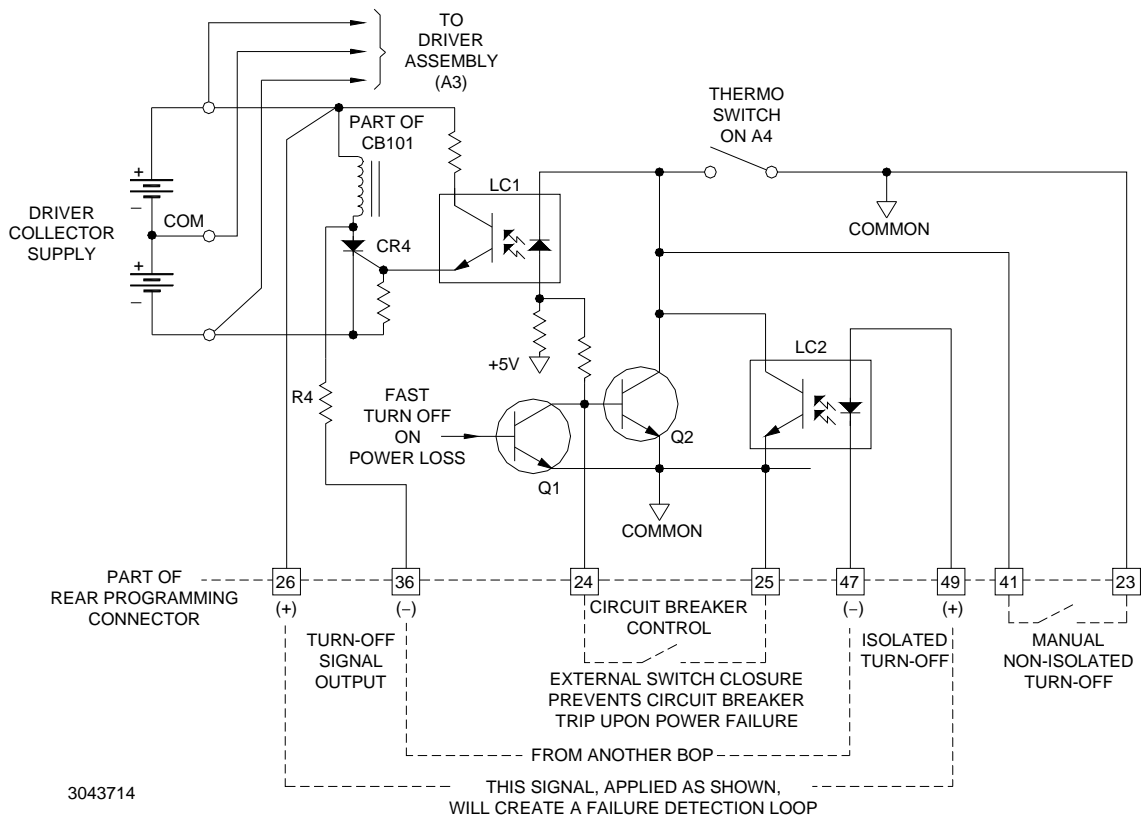 TO
DRIVER
ASSEMBLY
(A3)
THERMO
SWITCH
ON A4
PART OF
CB101
LC1
+
–
DRIVER
COLLECTOR
SUPPLY
COM
+
–
CR4
COMMON
+5V
LC2
R4
FAST
TURN OFF
ON
POWER LOSS
Q2
Q1
COMMON
PART OF
REAR PROGRAMMING
CONNECTOR
26
36
24
25
47
49
41
23
(+)
(–)
(–)
(+)
TURN-OFF
SIGNAL
OUTPUT
CIRCUIT BREAKER
CONTROL
ISOLATED
TURN-OFF
MANUAL
NON-ISOLATED
TURN-OFF
EXTERNAL SWITCH CLOSURE
PREVENTS CIRCUIT BREAKER
TRIP UPON POWER FAILURE
FROM ANOTHER BOP
THIS SIGNAL, APPLIED AS SHOWN,
WILL CREATE A FAILURE DETECTION LOOP
3043714